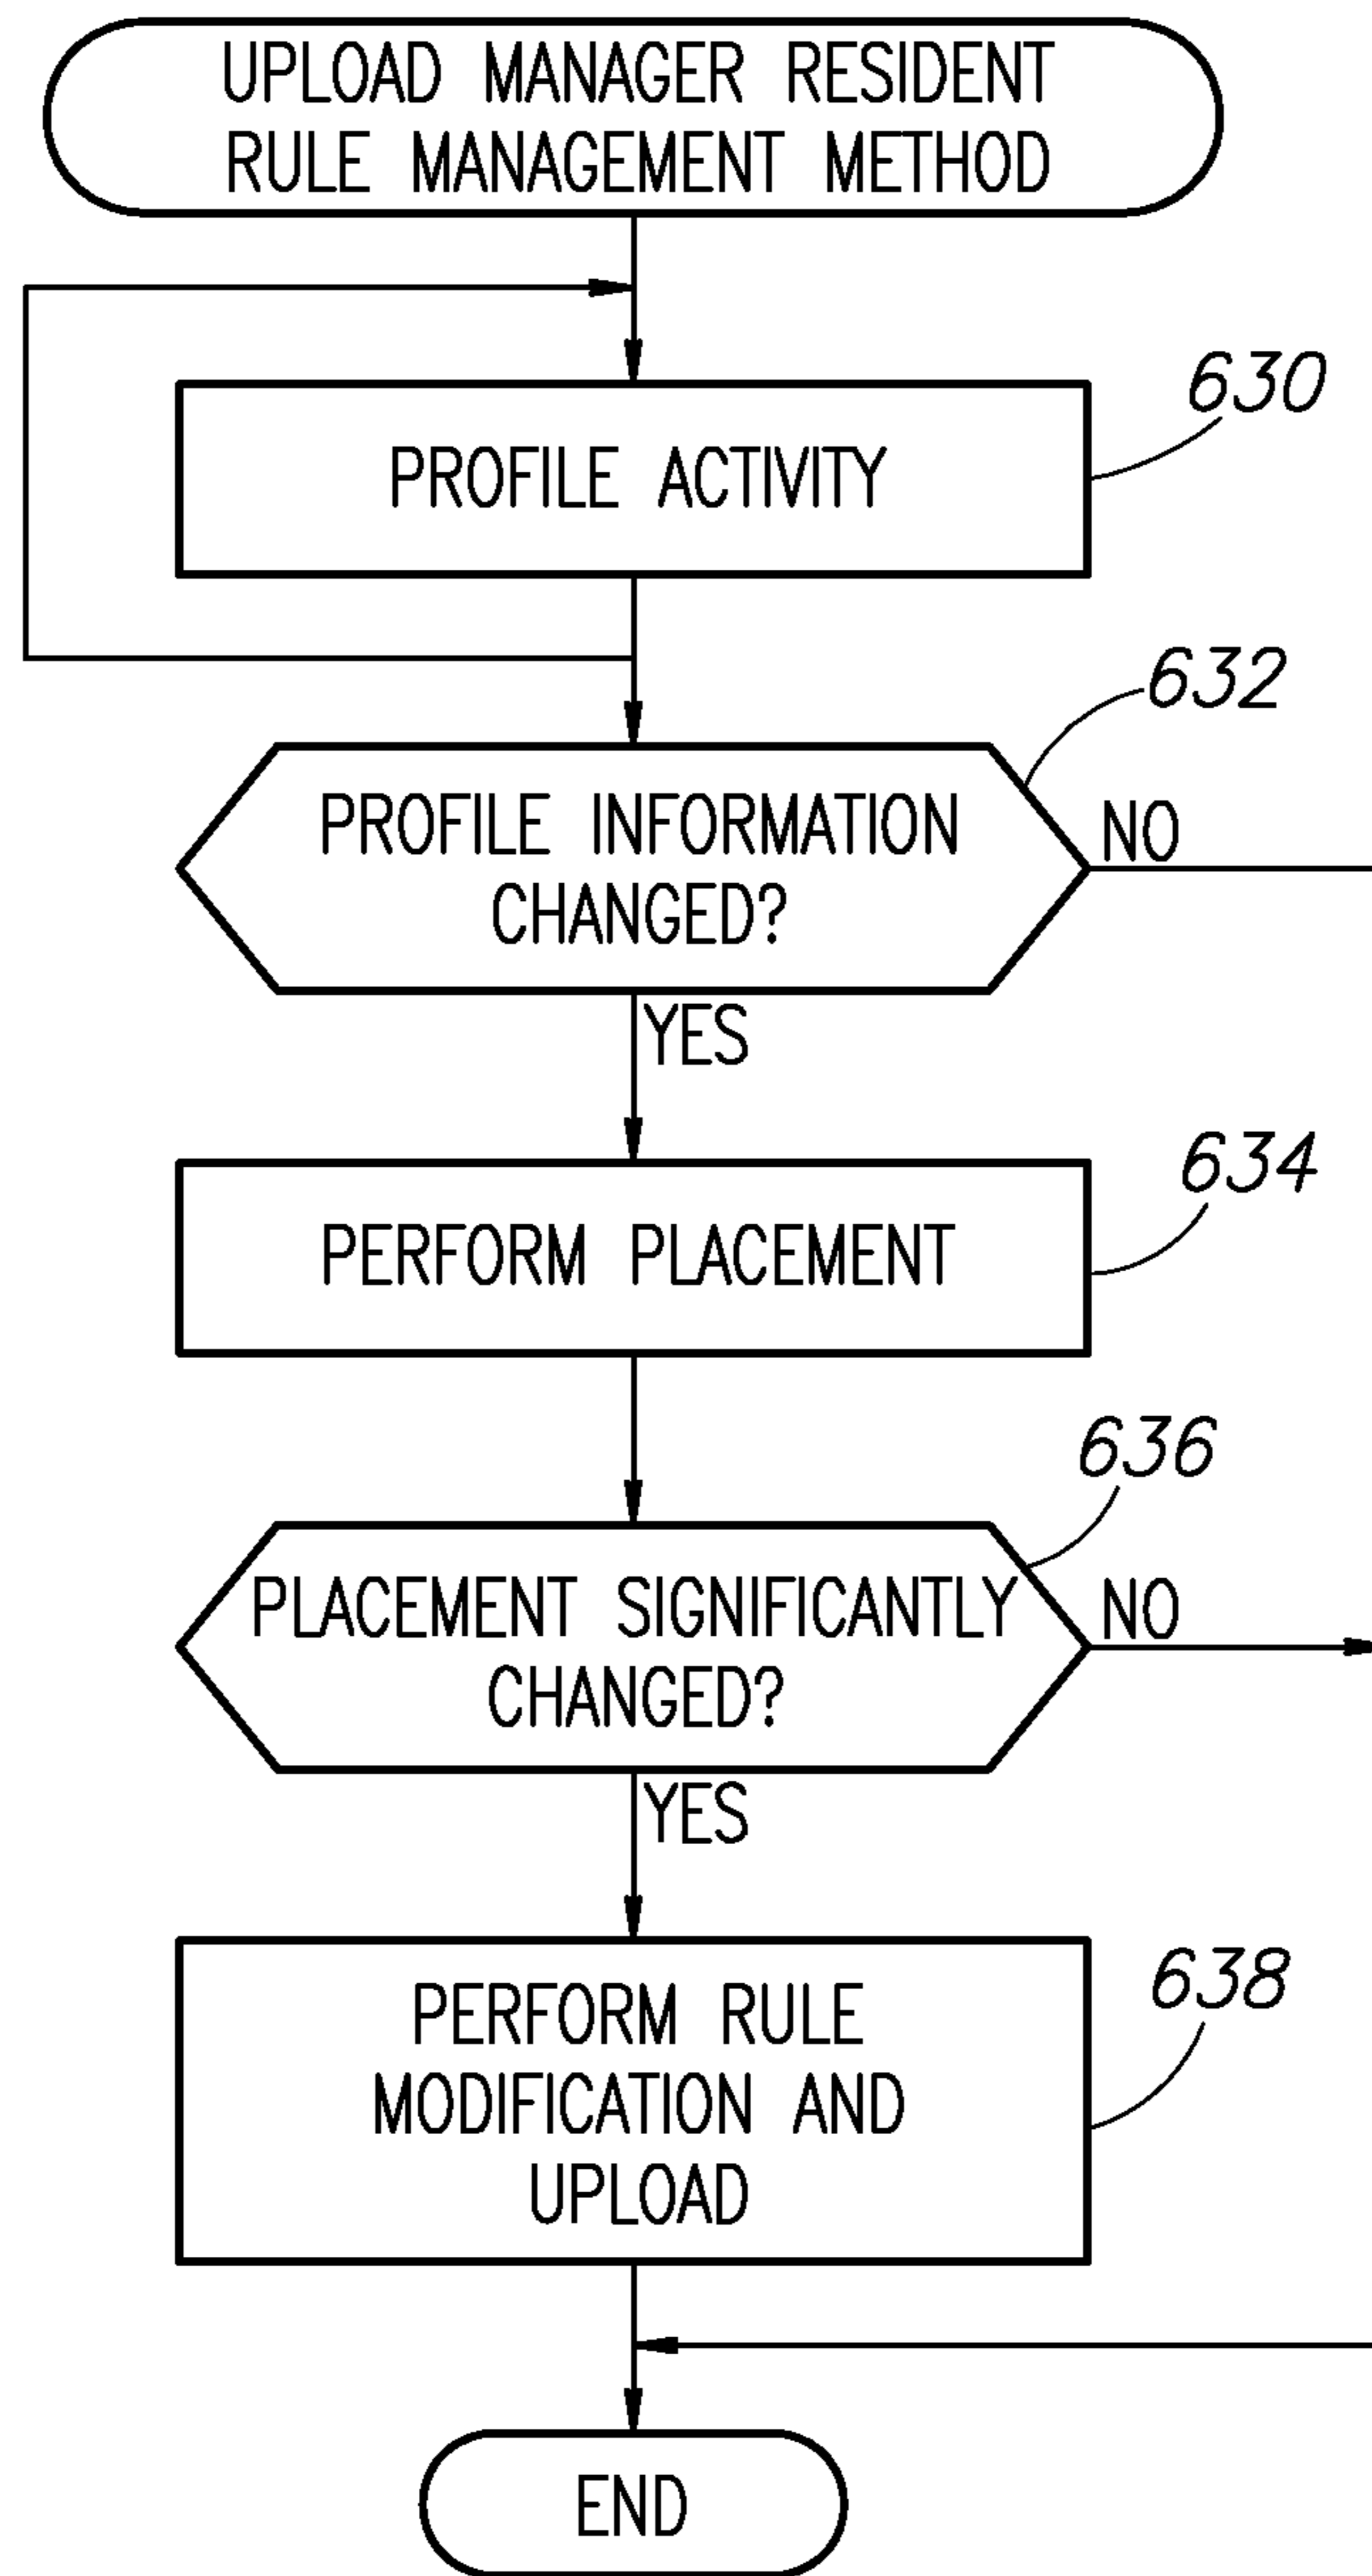 UPLOAD MANAGER RESIDENT
RULE MANAGEMENT METHOD
630
PROFILE ACTIVITY
632
PROFILE INFORMATION
CHANGED?
NO
YES
634
PERFORM PLACEMENT
636
PLACEMENT SIGNIFICANTLY
CHANGED?
NO
YES
638
PERFORM RULE
MODIFICATION AND
UPLOAD
END